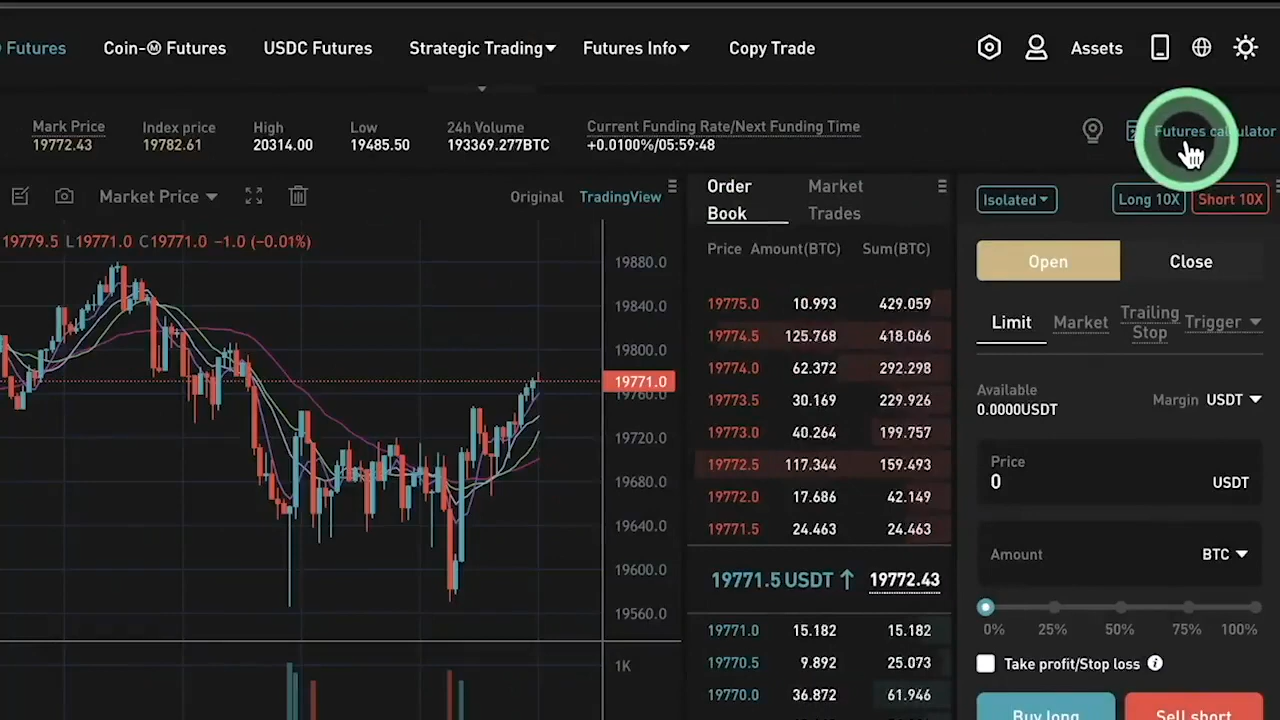 Futures
Coin-Ⓜ Futures
USDC Futures
Strategic Trading
Futures Info
Copy Trade
Assets
Mark Price
19772.43
Index price
19782.61
High
20314.00
Low
19485.50
24h Volume
193369.277BTC
Current Funding Rate/Next Funding Time
+0.0100%/05:59:48
Futures calculator
Market Price
Original
TradingView
19779.5 L19771.0 C19771.0 −1.0 (−0.01%)
19880.0
19840.0
19800.0
19771.0
19760.0
19720.0
19680.0
19640.0
19600.0
19560.0
1K
Order
Book
Market
Trades
Price Amount(BTC) Sum(BTC)
19775.0 10.993 429.059
19774.5 125.768 418.066
19774.0 62.372 292.298
19773.5 30.169 229.926
19773.0 40.264 199.757
19772.5 117.344 159.493
19772.0 17.686 42.149
19771.5 24.463 24.463
19771.5 USDT ↑ 19772.43
19771.0 15.182 15.182
19770.5 9.892 25.073
19770.0 36.872 61.946
Isolated
Long 10X
Short 10X
Open
Close
Limit
Market
Trailing
Stop
Trigger
Available
0.0000USDT
Margin USDT
Price
0
USDT
Amount
BTC
0% 25% 50% 75% 100%
Take profit/Stop loss
Buy long
Sell short